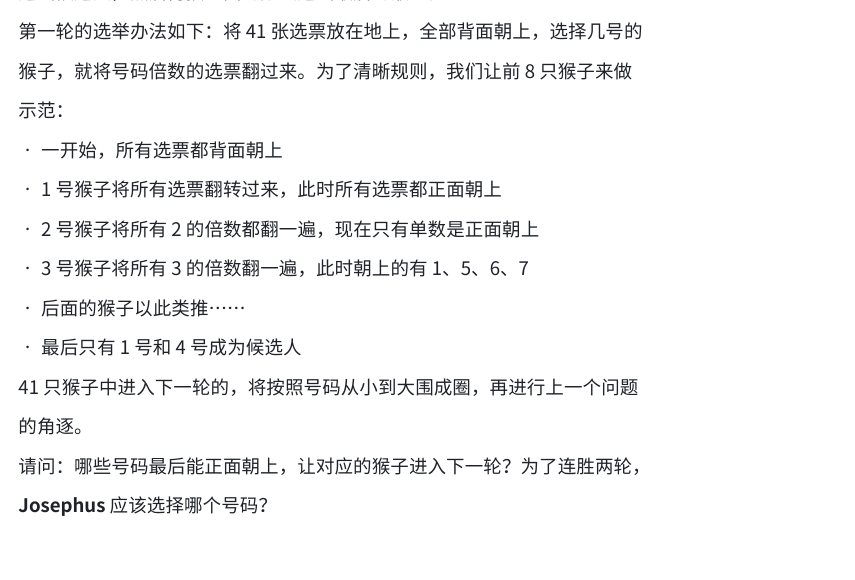 第一轮的选举办法如下：将 41 张选票放在地上，全部背面朝上，选择几号的
猴子，就将号码倍数的选票翻过来。为了清晰规则，我们让前 8 只猴子来做
示范：
· 一开始，所有选票都背面朝上
· 1 号猴子将所有选票翻转过来，此时所有选票都正面朝上
· 2 号猴子将所有 2 的倍数都翻一遍，现在只有单数是正面朝上
· 3 号猴子将所有 3 的倍数翻一遍，此时朝上的有 1、5、6、7
· 后面的猴子以此类推……
· 最后只有 1 号和 4 号成为候选人
41 只猴子中进入下一轮的，将按照号码从小到大围成圈，再进行上一个问题
的角逐。
请问：哪些号码最后能正面朝上，让对应的猴子进入下一轮？为了连胜两轮，
Josephus 应该选择哪个号码？